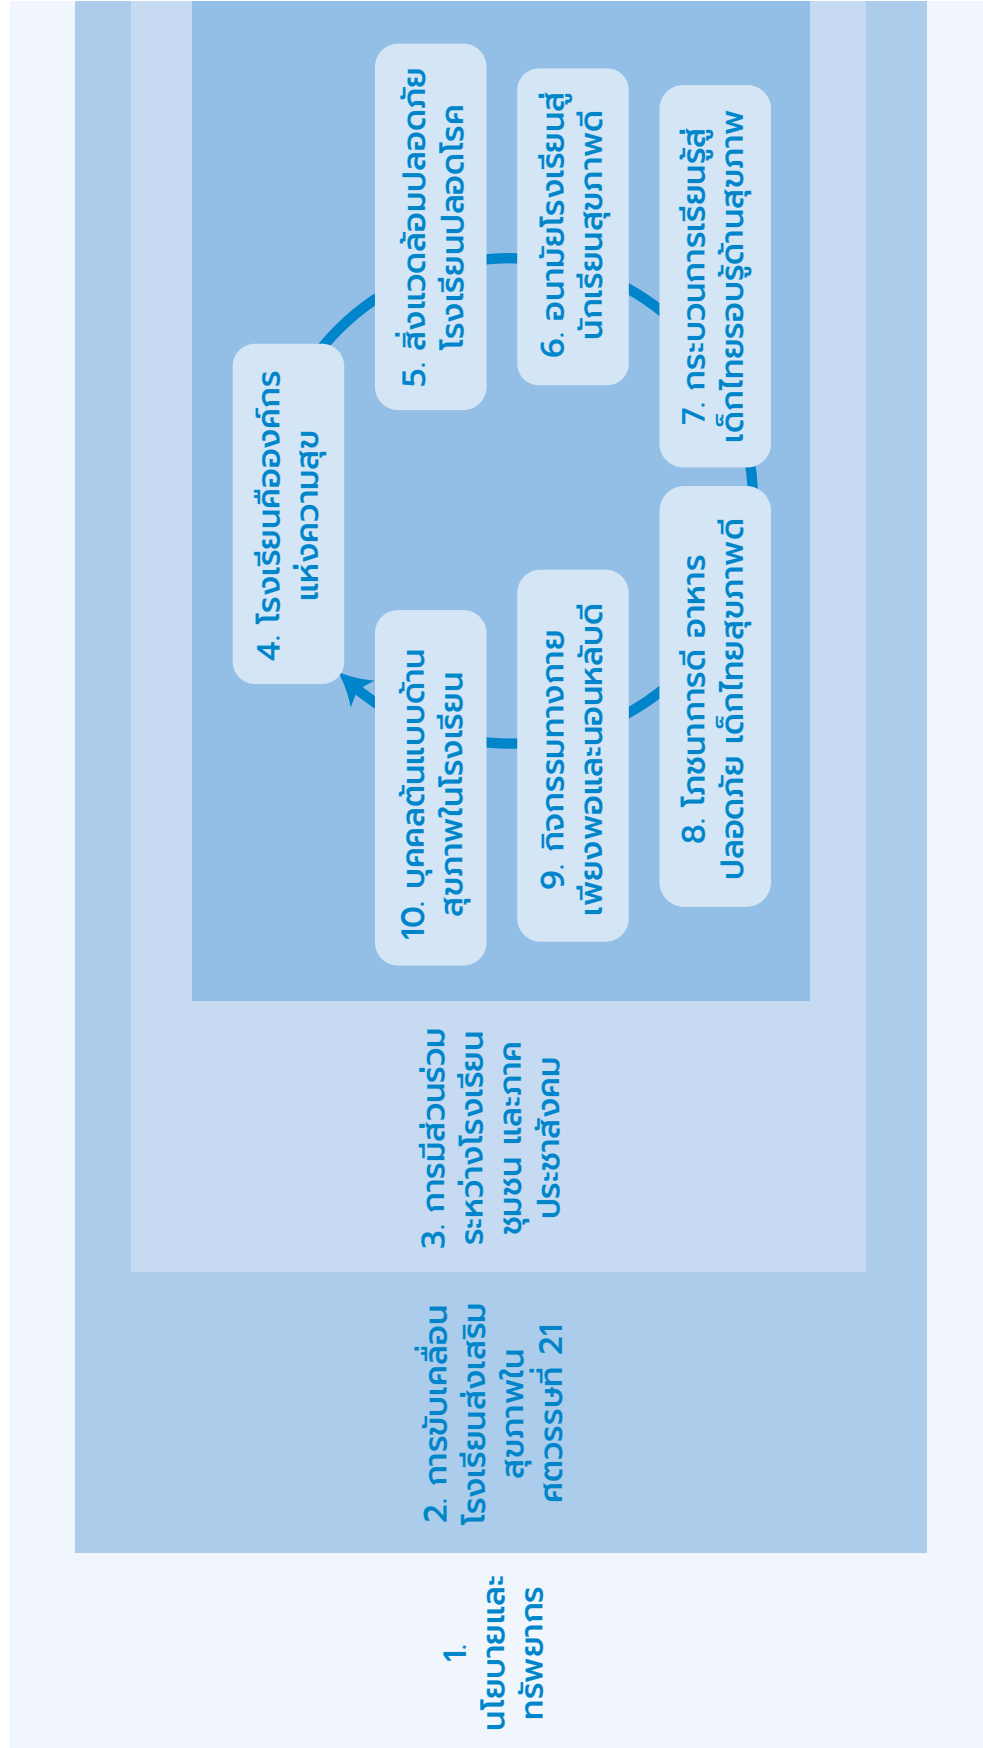 1.
นโยบายและ
ทรัพยากร
2. การขับเคลื่อน
โรงเรียนส่งเสริม
สุขภาพใน
ศตวรรษที่ 21
3. การมีส่วนร่วม
ระหว่างโรงเรียน
ชุมชน และภาค
ประชาสังคม
4. โรงเรียนคือองค์กร
แห่งความสุข
5. สิ่งแวดล้อมปลอดภัย
โรงเรียนปลอดโรค
6. อนามัยโรงเรียนสู่
นักเรียนสุขภาพดี
7. กระบวนการเรียนรู้สู่
เด็กไทยรอบรู้ด้านสุขภาพ
8. โภชนาการดี อาหาร
ปลอดภัย เด็กไทยสุขภาพดี
9. กิจกรรมทางกาย
เพียงพอและนอนหลับดี
10. บุคคลต้นแบบด้าน
สุขภาพในโรงเรียน